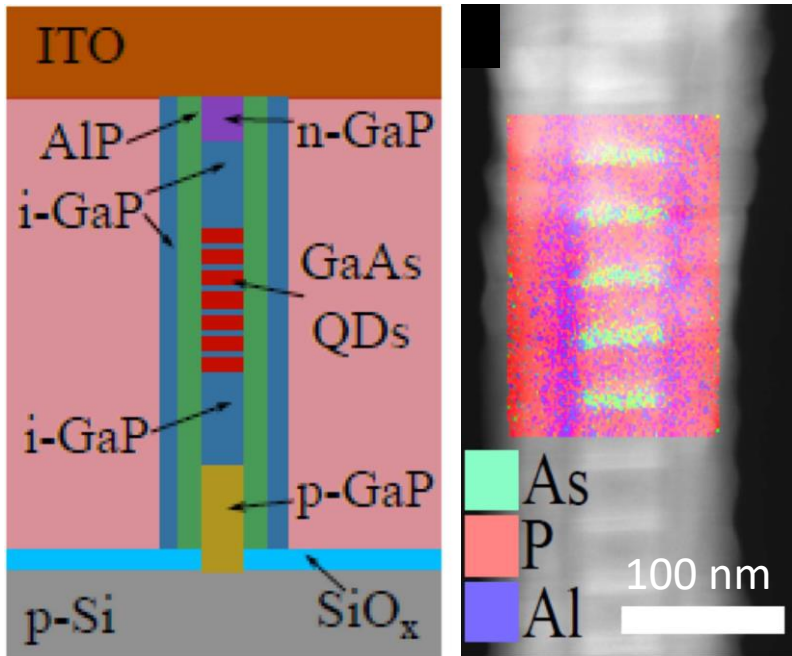 ITO
AlP
n-GaP
i-GaP
GaAs
QDs
i-GaP
p-GaP
SiOₓ
p-Si
As
P
Al
100 nm